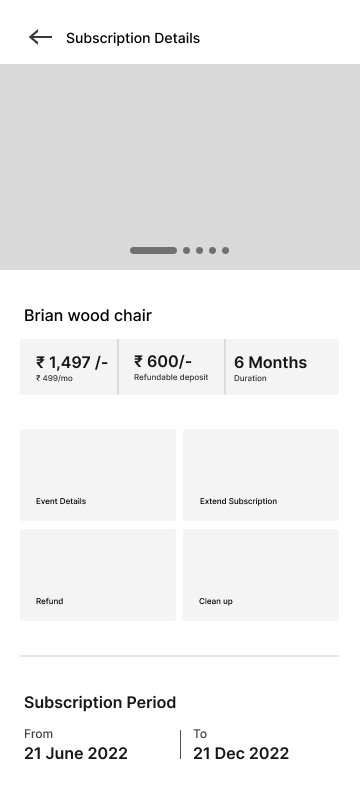 Subscription Details
Brian wood chair
₹ 1,497 /-
₹ 499/mo
₹ 600/-
Refundable deposit
6 Months
Duration
Event Details
Extend Subscription
Refund
Clean up
Subscription Period
From
21 June 2022
To
21 Dec 2022